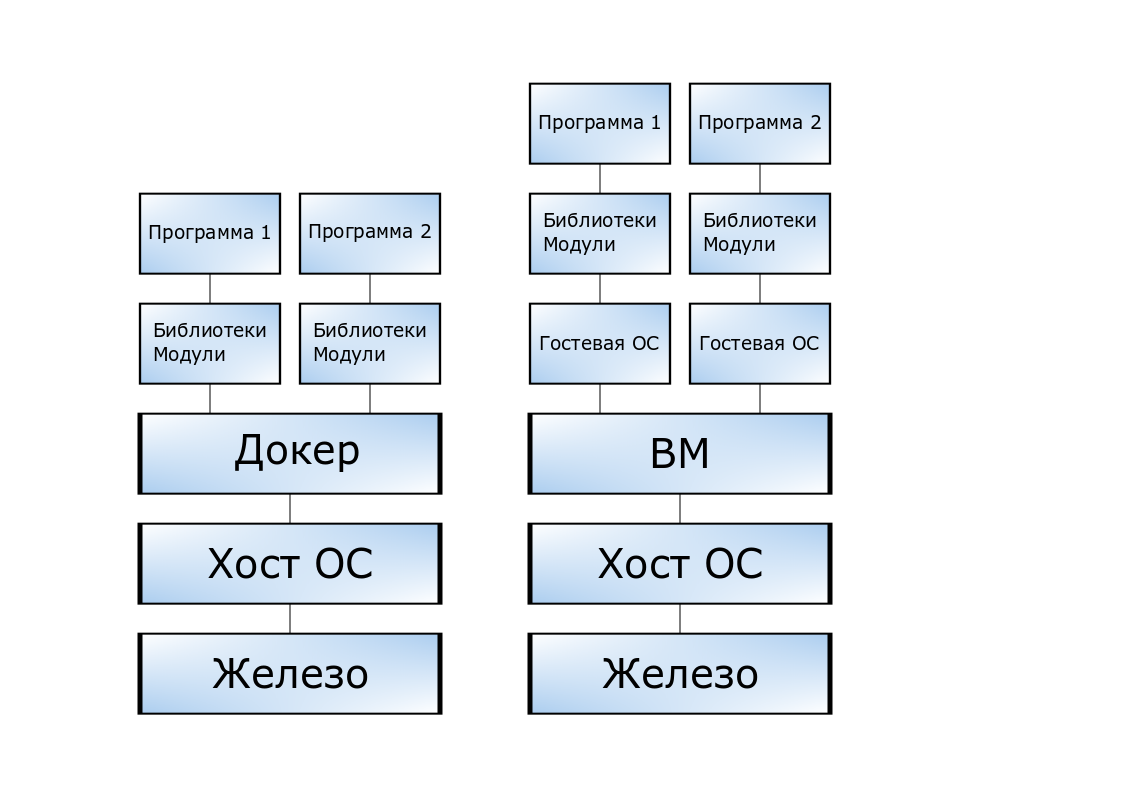 Программа 1
Программа 2
Библиотеки
Модули
Библиотеки
Модули
Докер
Хост ОС
Железо
Программа 1
Программа 2
Библиотеки
Модули
Библиотеки
Модули
Гостевая ОС
Гостевая ОС
ВМ
Хост ОС
Железо